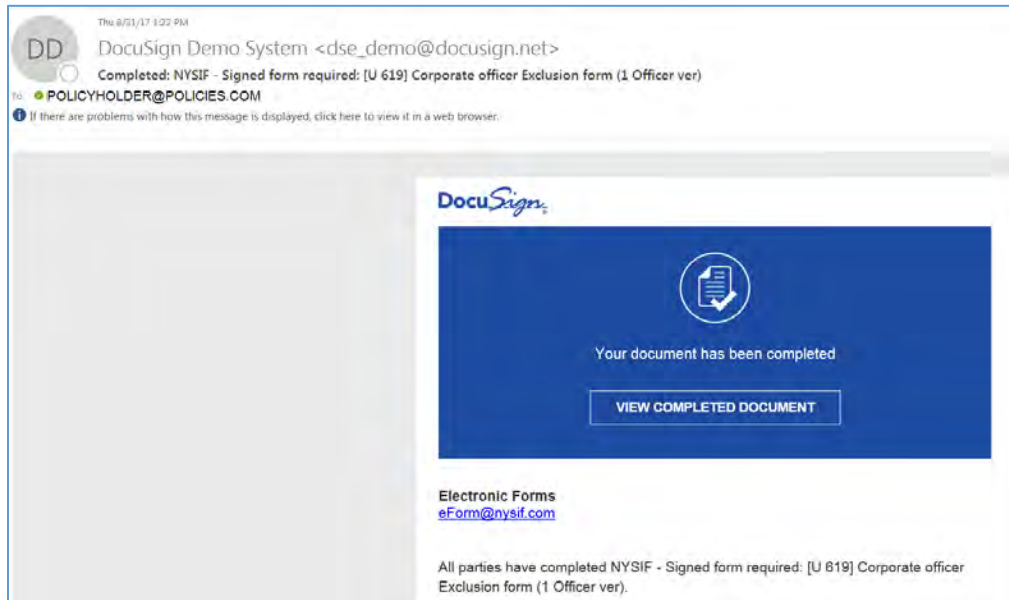 Thu 8/31/17 1:22 PM
DD
DocuSign Demo System <dse_demo@docusign.net>
Completed: NYSIF - Signed form required: [U 619] Corporate officer Exclusion form (1 Officer ver)
To POLICYHOLDER@POLICIES.COM
If there are problems with how this message is displayed, click here to view it in a web browser.
DocuSign
Your document has been completed
VIEW COMPLETED DOCUMENT
Electronic Forms
eForm@nysif.com
All parties have completed NYSIF - Signed form required: [U 619] Corporate officer
Exclusion form (1 Officer ver).